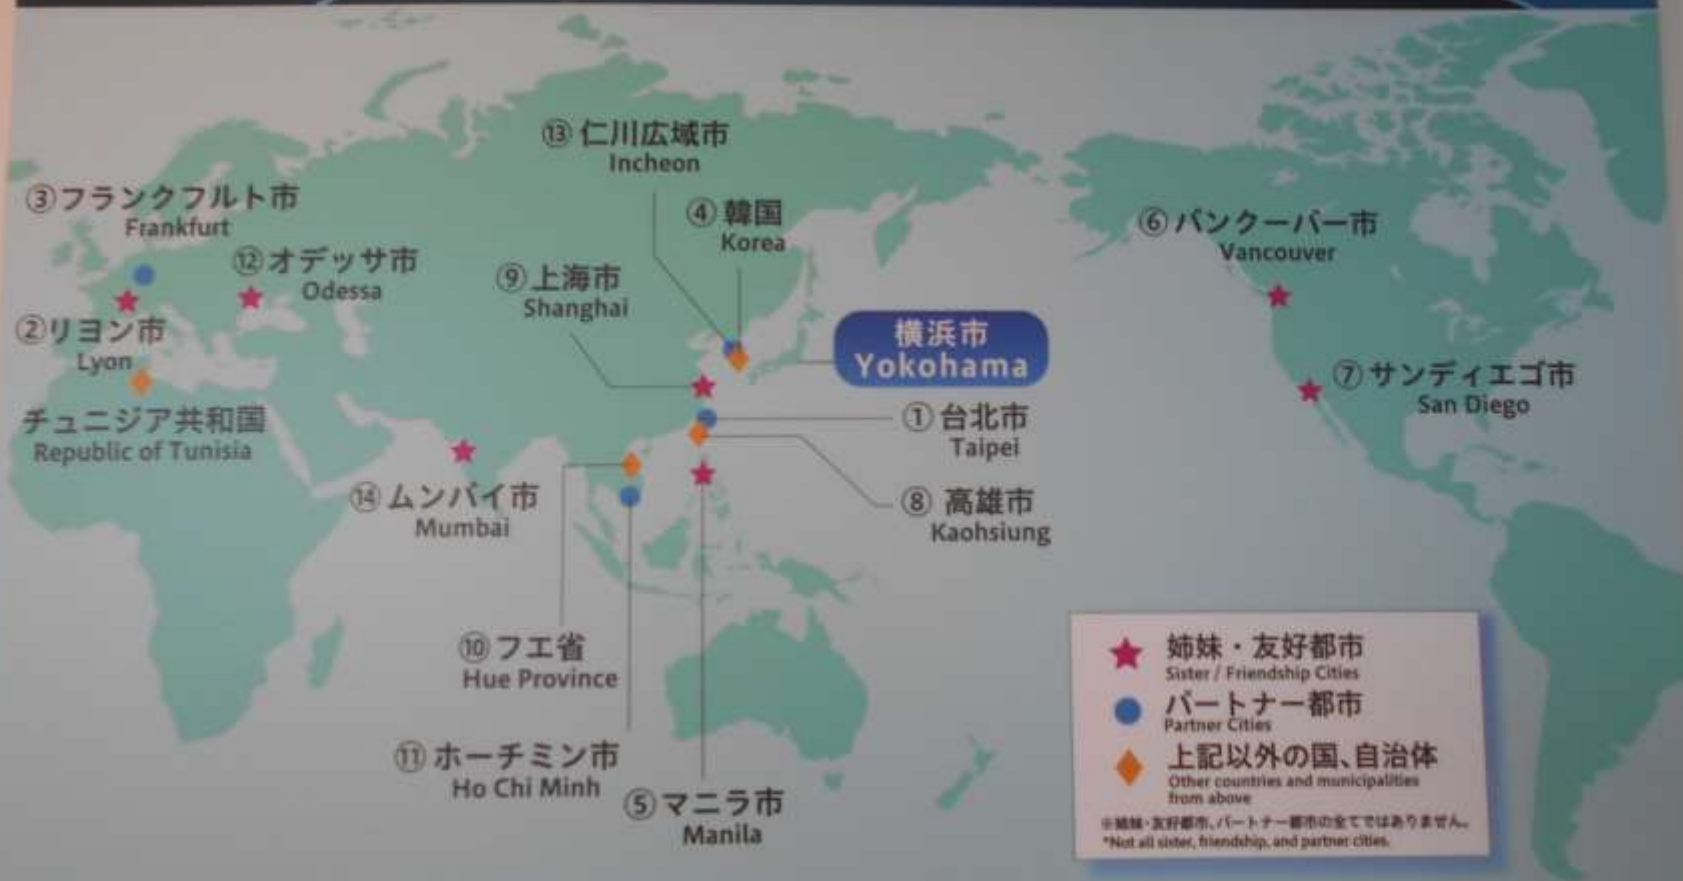 ⑬ 仁川広域市
Incheon
③フランクフルト市
Frankfurt
④ 韓国
Korea
⑥ バンクーバー市
Vancouver
⑫オデッサ市
Odessa
⑨上海市
Shanghai
②リヨン市
Lyon
横浜市
Yokohama
⑦サンディエゴ市
San Diego
チュニジア共和国
Republic of Tunisia
①台北市
Taipei
⑭ムンバイ市
Mumbai
⑧ 高雄市
Kaohsiung
⑩フエ省
Hue Province
⑪ホーチミン市
Ho Chi Minh
⑤マニラ市
Manila
姉妹・友好都市
Sister / Friendship Cities
パートナー都市
Partner Cities
上記以外の国、自治体
Other countries and municipalities
from above
※姉妹・友好都市、パートナー都市の全てではありません。
*Not all sister, friendship, and partner cities.